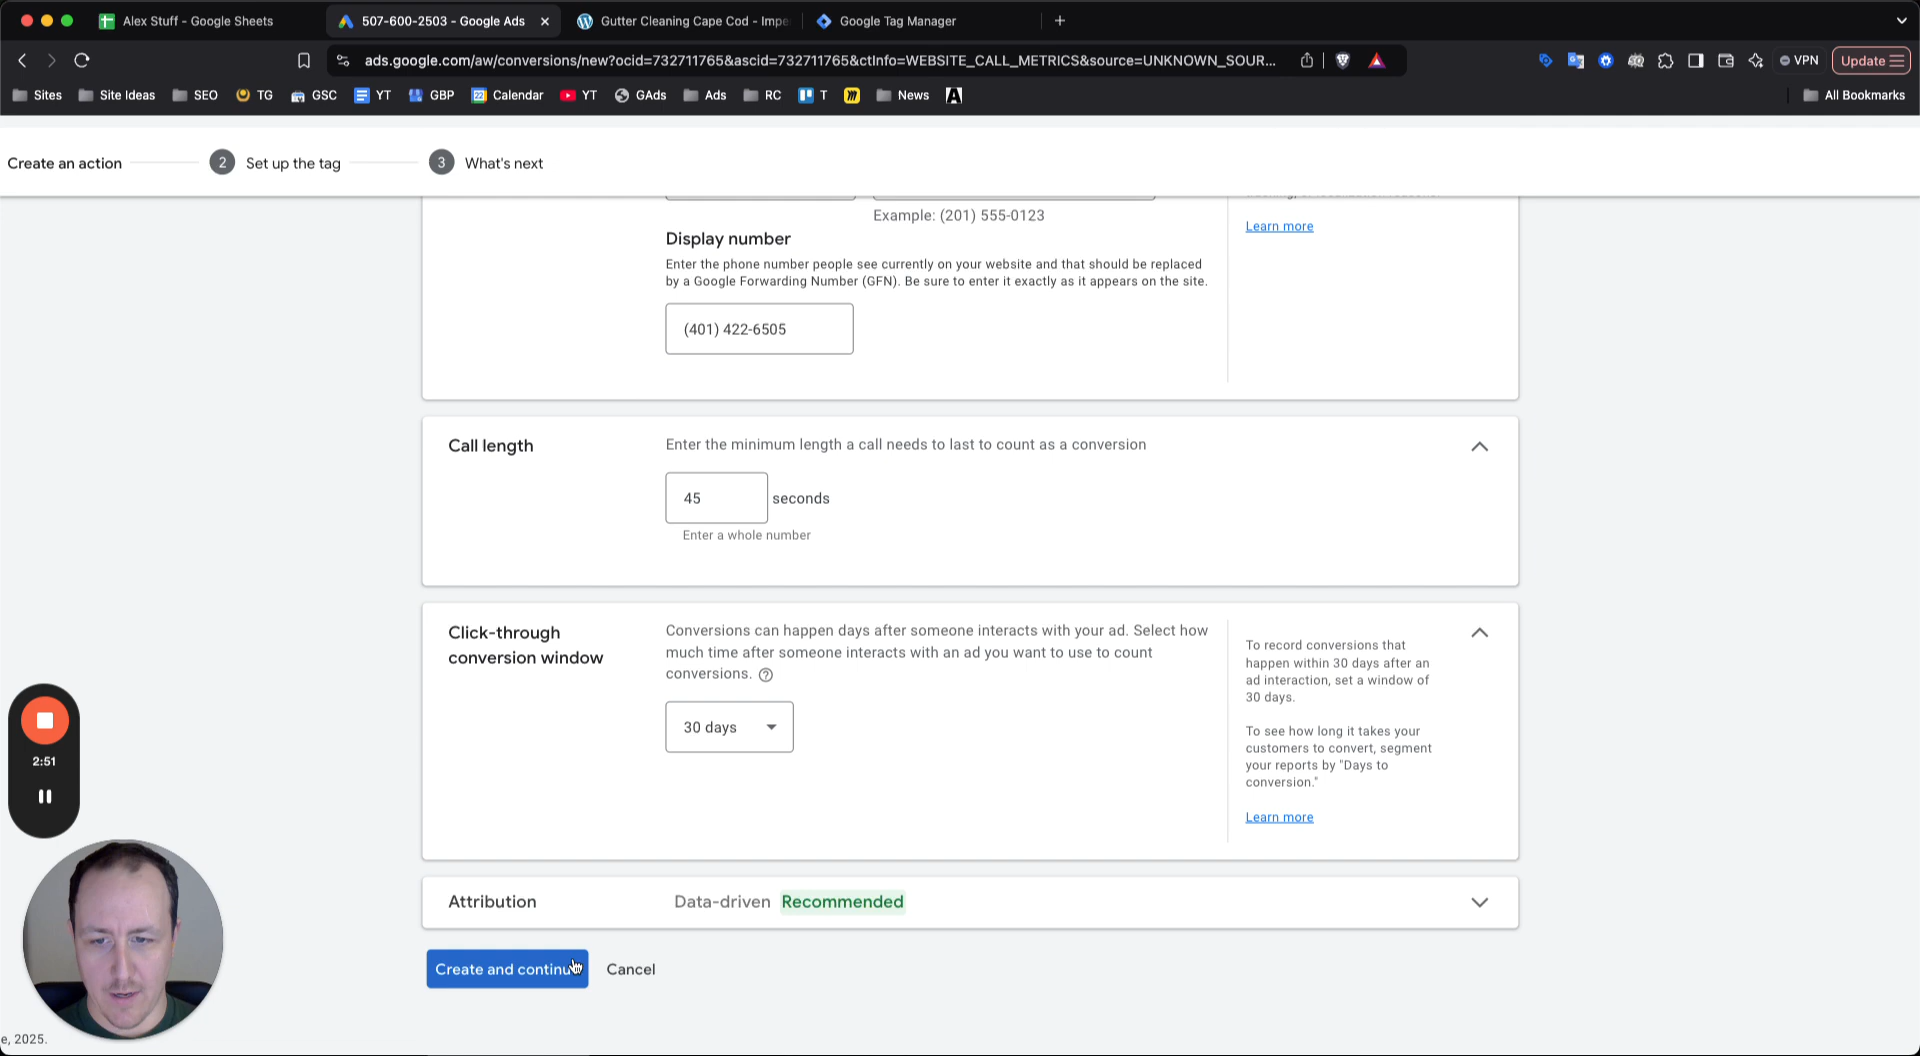 Alex Stuff - Google Sheets
507-600-2503 - Google Ads
Gutter Cleaning Cape Cod - Impe
Google Tag Manager
ads.google.com/aw/conversions/new?ocid=732711765&ascid=732711765&ctInfo=WEBSITE_CALL_METRICS&source=UNKNOWN_SOUR...
VPN
Update
Sites
Site Ideas
SEO
TG
GSC
YT
GBP
Calendar
YT
GAds
Ads
RC
T
News
All Bookmarks
Create an action
2 Set up the tag
3 What's next
Example: (201) 555-0123
Learn more
Display number
Enter the phone number people see currently on your website and that should be replaced
by a Google Forwarding Number (GFN). Be sure to enter it exactly as it appears on the site.
(401) 422-6505
Call length
Enter the minimum length a call needs to last to count as a conversion
45 seconds
Enter a whole number
Click-through
conversion window
Conversions can happen days after someone interacts with your ad. Select how
much time after someone interacts with an ad you want to use to count
conversions.
30 days
To record conversions that
happen within 30 days after an
ad interaction, set a window of
30 days.
To see how long it takes your
customers to convert, segment
your reports by "Days to
conversion."
Learn more
2:51
Attribution
Data-driven Recommended
Create and continu
Cancel
e, 2025.